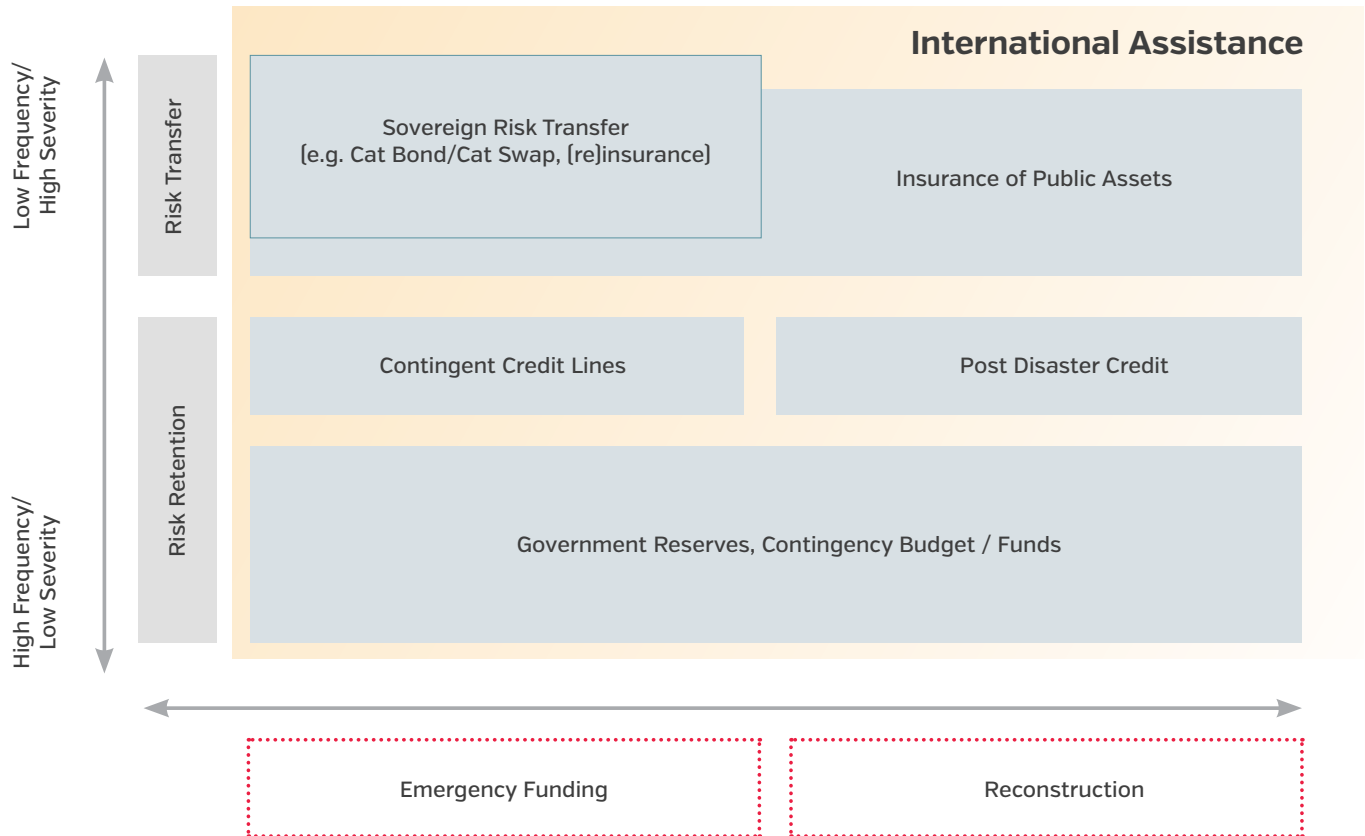 International Assistance
Low Frequency/
High Severity
Risk Transfer
Sovereign Risk Transfer
(e.g. Cat Bond/Cat Swap, (re)insurance)
Insurance of Public Assets
Contingent Credit Lines
Post Disaster Credit
High Frequency/
Low Severity
Risk Retention
Government Reserves, Contingency Budget / Funds
Emergency Funding
Reconstruction